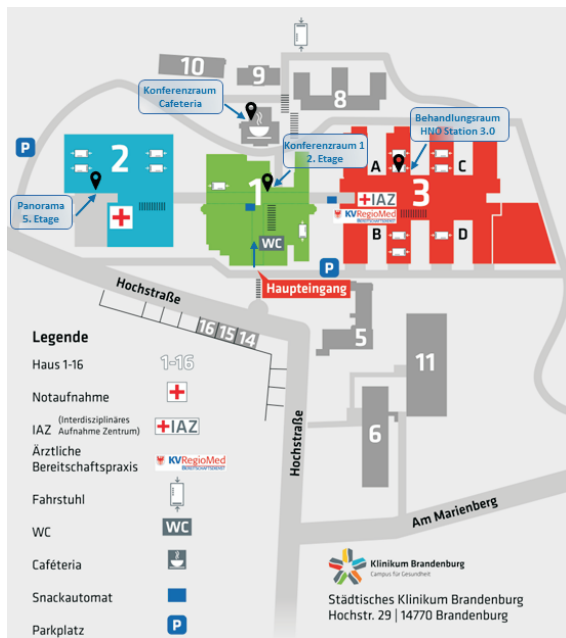 10
9
8
Konferenzraum
Cafeteria
Konferenzraum 1
2. Etage
Behandlungsraum
HNO Station 3.0
P
2
1
A
C
3
Panorama
5. Etage
IAZ
KVRegioMed
BEREITSCHAFTSDIENST
B
D
WC
P
Haupteingang
Hochstraße
16 15 14
5
11
6
Hochstraße
Am Marienberg
Legende
Haus 1-16
1-16
Notaufnahme
IAZ (Interdisziplinäres
Aufnahme Zentrum)
IAZ
Ärztliche
Bereitschaftspraxis
KVRegioMed
BEREITSCHAFTSDIENST
Fahrstuhl
WC
WC
Caféteria
Snackautomat
Parkplatz
P
Klinikum Brandenburg
Campus für Gesundheit
Städtisches Klinikum Brandenburg
Hochstr. 29 | 14770 Brandenburg